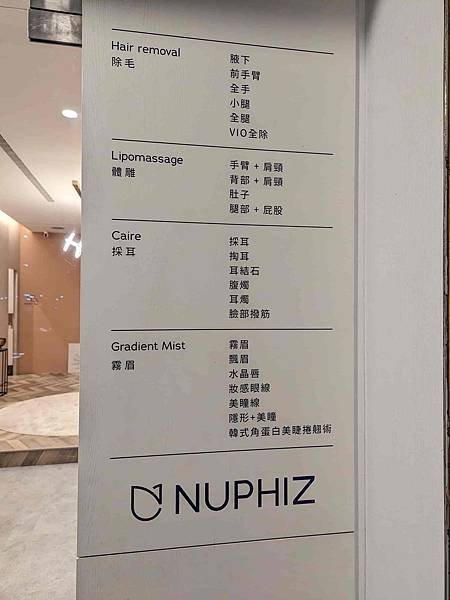 Hair removal
除毛
腋下
前手臂
全手
小腿
全腿
VIO全除
Lipomassage
體雕
手臂 + 肩頸
背部 + 肩頸
肚子
腿部 + 屁股
Caire
採耳
採耳
掏耳
耳結石
腹燭
耳燭
臉部撥筋
Gradient Mist
霧眉
霧眉
飄眉
水晶唇
妝感眼線
美瞳線
隱形+美瞳
韓式角蛋白美睫捲翹術
NUPHIZ